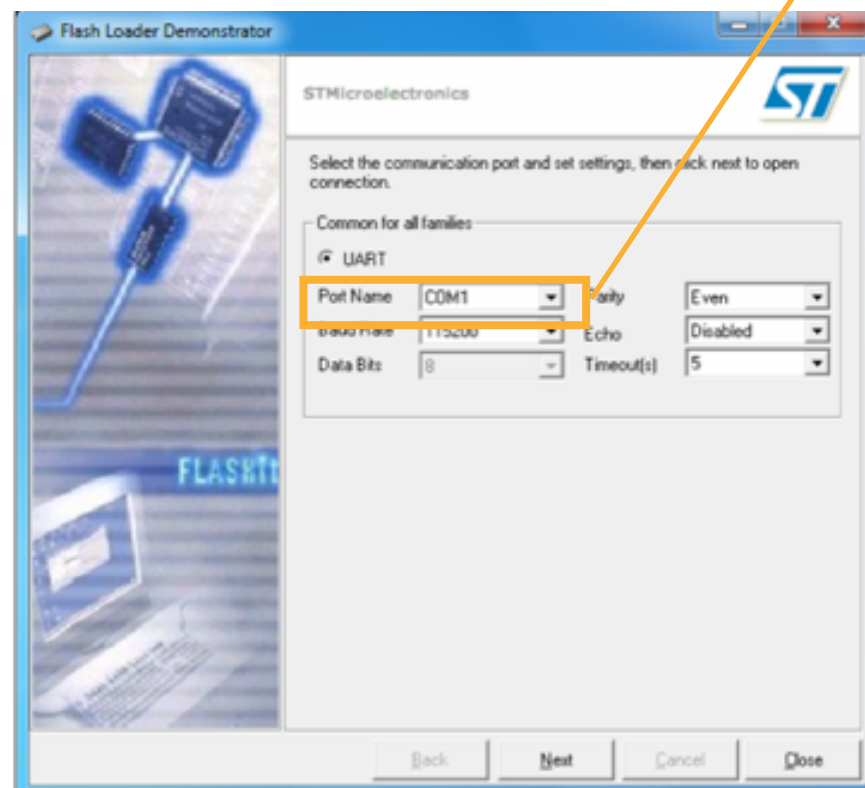 Flash Loader Demonstrator
STMicroelectronics
ST
Select the communication port and set settings, then click next to open
connection.
Common for all families
UART
Port Name COM1 Parity Even
Baud Rate 115200 Echo Disabled
Data Bits 8 Timeout(s) 5
FLASHIt
Back Next Cancel Close